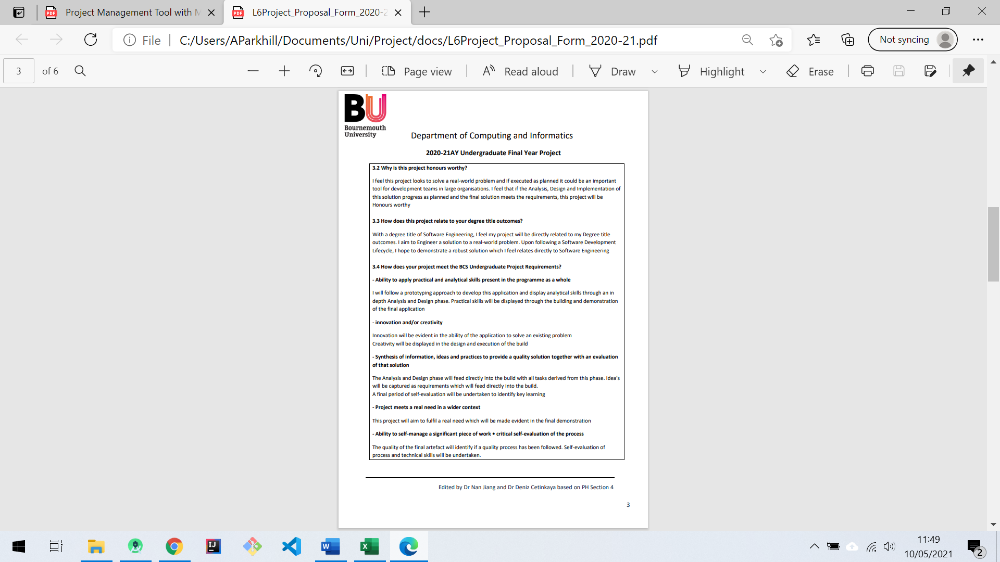 Project Management Tool with M
L6Project_Proposal_Form_2020-2
File
C:/Users/AParkhill/Documents/Uni/Project/docs/L6Project_Proposal_Form_2020-21.pdf
Not syncing
3
of 6
Page view
Read aloud
Draw
Highlight
Erase
BU
Bournemouth
University
Department of Computing and Informatics
2020-21AY Undergraduate Final Year Project
3.2 Why is this project honours worthy?
I feel this project looks to solve a real-world problem and if executed as planned it could be an important
tool for development teams in large organisations. I feel that if the Analysis, Design and Implementation of
this solution progress as planned and the final solution meets the requirements, this project will be
Honours worthy
3.3 How does this project relate to your degree title outcomes?
With a degree title of Software Engineering, I feel my project will be directly related to my Degree title
outcomes. I aim to Engineer a solution to a real-world problem. Upon following a Software Development
Lifecycle, I hope to demonstrate a robust solution which I feel relates directly to Software Engineering
3.4 How does your project meet the BCS Undergraduate Project Requirements?
- Ability to apply practical and analytical skills present in the programme as a whole
I will follow a prototyping approach to develop this application and display analytical skills through an in
depth Analysis and Design phase. Practical skills will be displayed through the building and demonstration
of the final application
- innovation and/or creativity
Innovation will be evident in the ability of the application to solve an existing problem
Creativity will be displayed in the design and execution of the build
- Synthesis of information, ideas and practices to provide a quality solution together with an evaluation
of that solution
The Analysis and Design phase will feed directly into the build with all tasks derived from this phase. Idea's
will be captured as requirements which will feed directly into the build.
A final period of self-evaluation will be undertaken to identify key learning
- Project meets a real need in a wider context
This project will aim to fulfil a real need which will be made evident in the final demonstration
- Ability to self-manage a significant piece of work • critical self-evaluation of the process
The quality of the final artefact will identify if a quality process has been followed. Self-evaluation of
process and technical skills will be undertaken.
Edited by Dr Nan Jiang and Dr Deniz Cetinkaya based on PH Section 4
3
11:49
10/05/2021
2